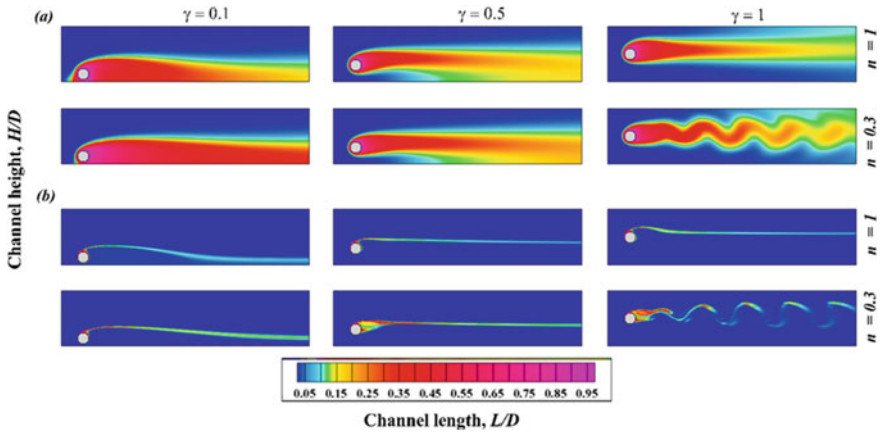 (a)
γ = 0.1
γ = 0.5
γ = 1
n = 1
n = 0.3
(b)
n = 1
n = 0.3
Channel height, H/D
0.05 0.15 0.25 0.35 0.45 0.55 0.65 0.75 0.85 0.95
Channel length, L/D